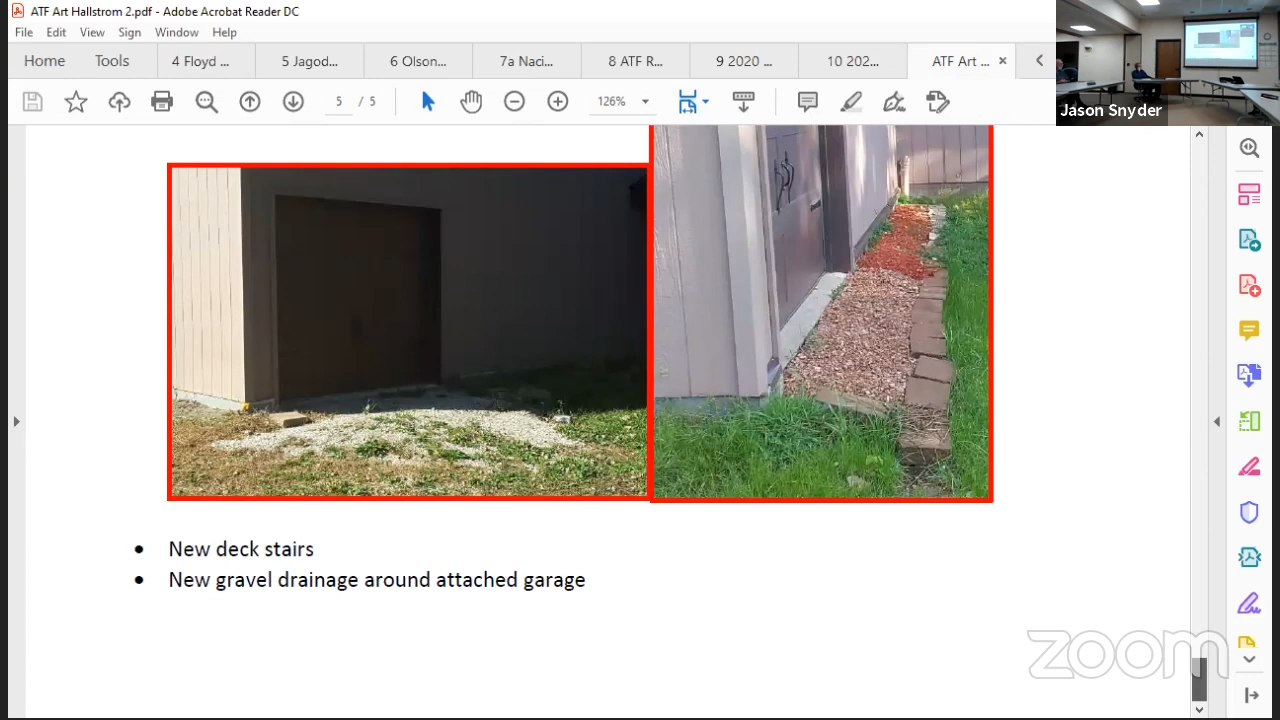 ATF Art Hallstrom 2.pdf - Adobe Acrobat Reader DC
File Edit View Sign Window Help
Home Tools 4 Floyd ... 5 Jagod... 6 Olson... 7a Naci... 8 ATF R... 9 2020 ... 10 202... ATF Art ... ×
5 / 5 126%
Jason Snyder
• New deck stairs
• New gravel drainage around attached garage
zoom